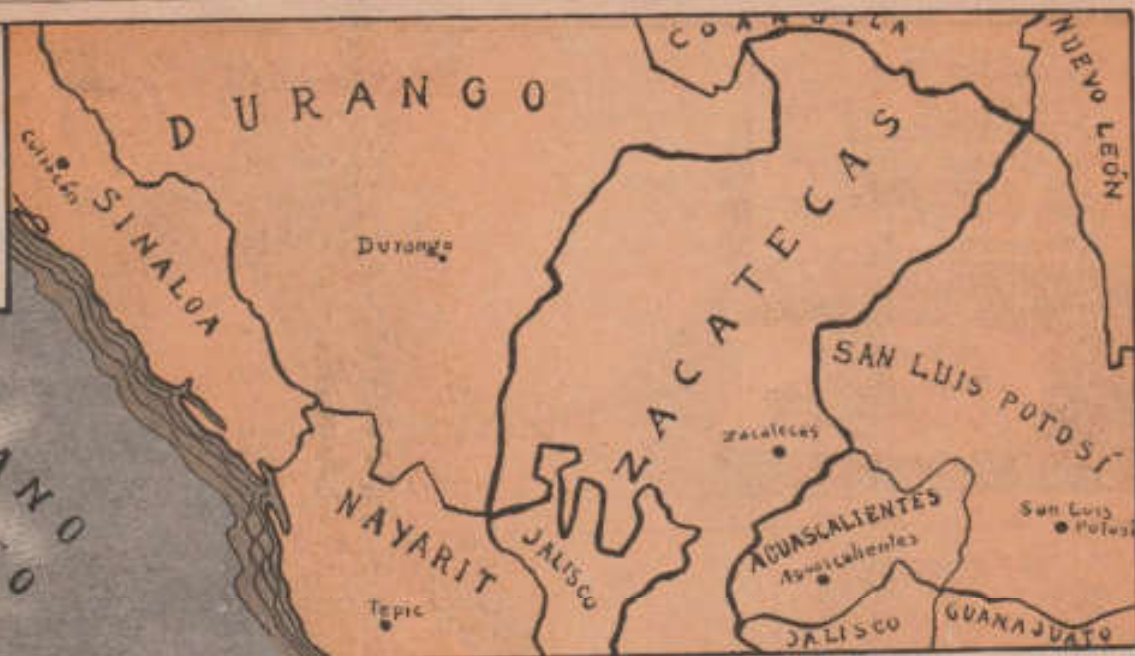 COAHUILA
NUEVO LEÓN
DURANGO
Culiacán
SINALOA
Durango
ZACATECAS
SAN LUIS POTOSÍ
Zacatecas
NAYARIT
JALISCO
AGUASCALIENTES
Aguascalientes
San Luis
Potosí
Tepic
JALISCO
GUANAJUATO
ANO
O